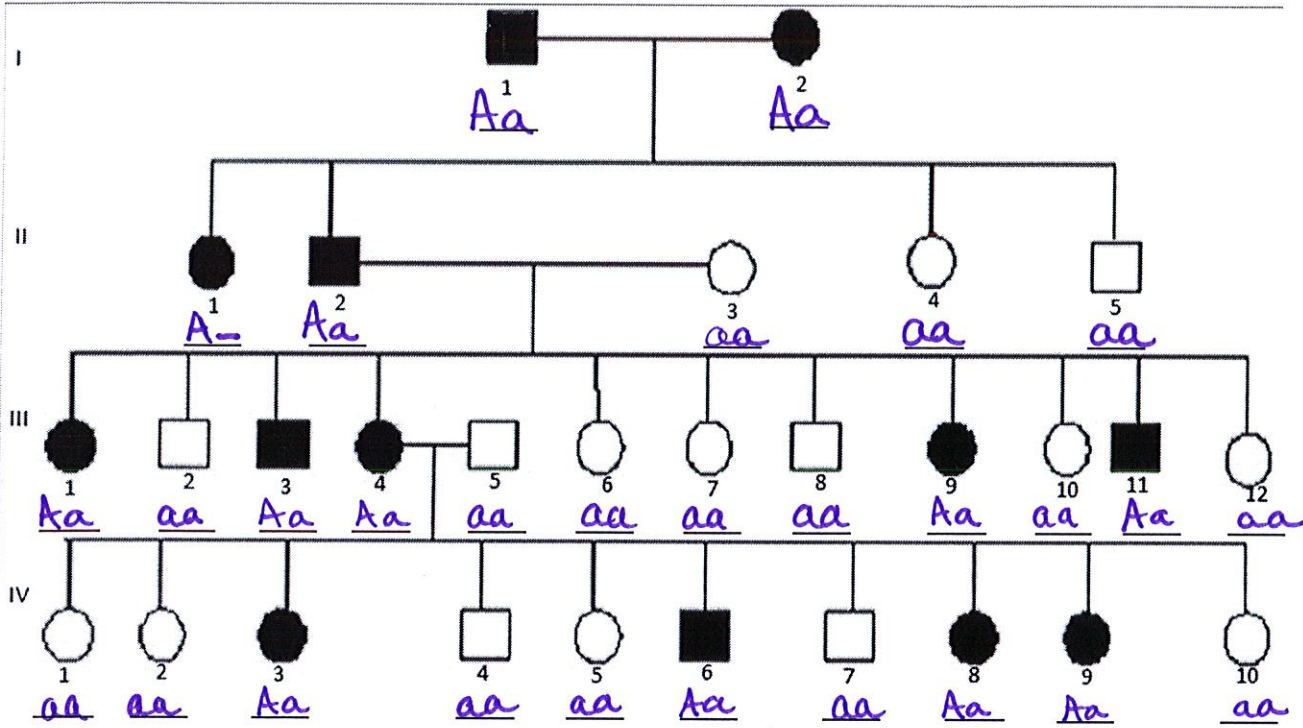 I
1 2
Aa Aa
II
1 2 3 4 5
A- Aa aa aa aa
III
1 2 3 4 5 6 7 8 9 10 11 12
Aa aa Aa Aa aa aa aa aa Aa aa Aa aa
IV
1 2 3 4 5 6 7 8 9 10
aa aa Aa aa aa Aa aa Aa Aa aa